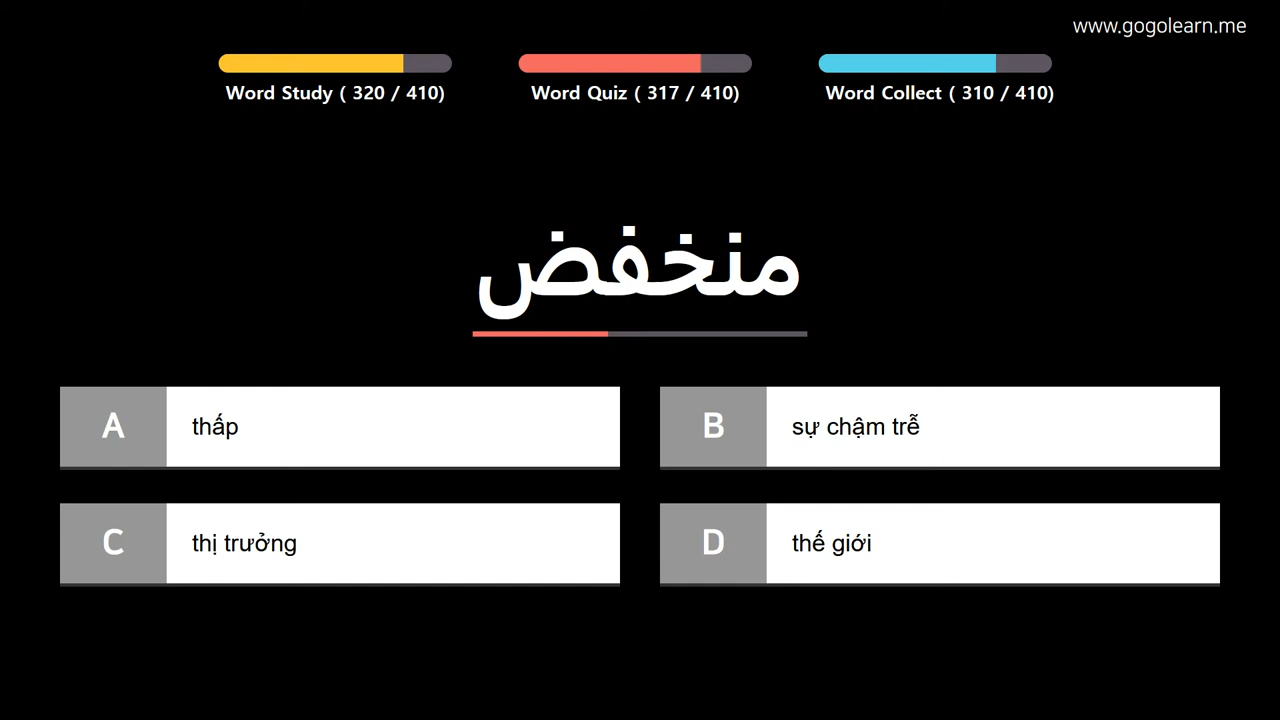 www.gogolearn.me
Word Study ( 320 / 410)
Word Quiz ( 317 / 410)
Word Collect ( 310 / 410)
منخفض
A thấp
B sự chậm trễ
C thị trưởng
D thế giới